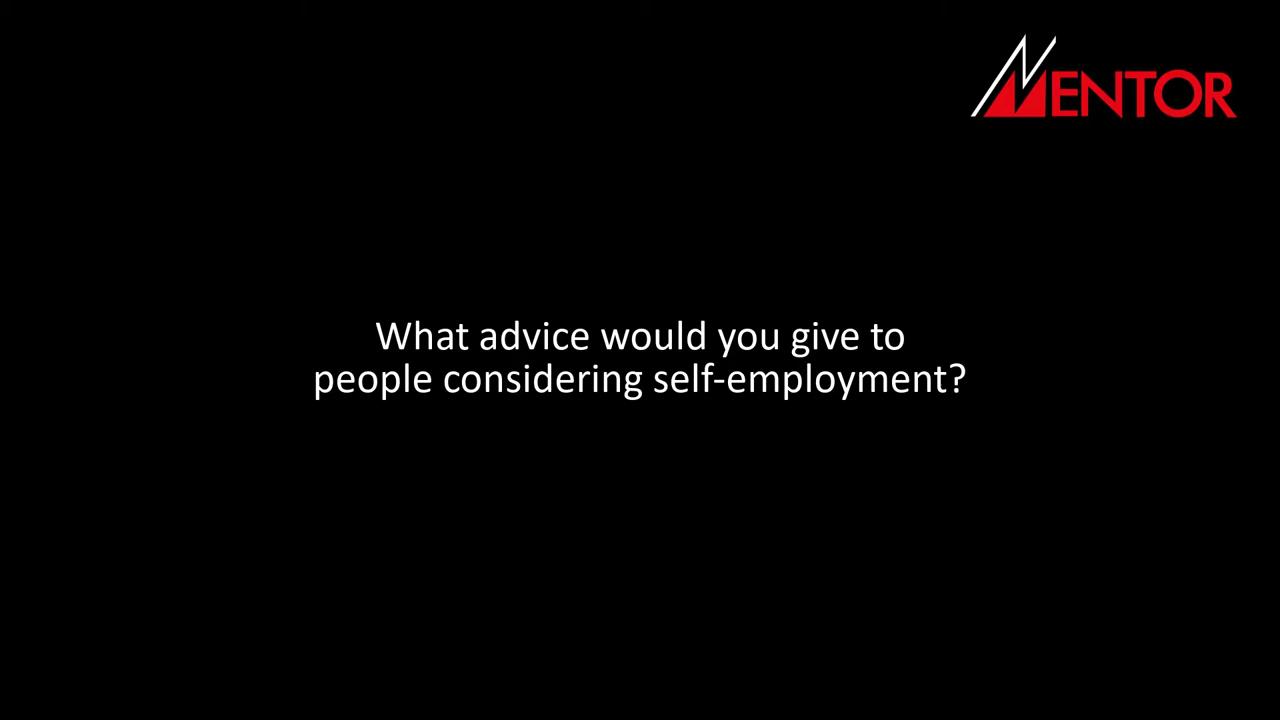 MENTOR
What advice would you give to
people considering self-employment?